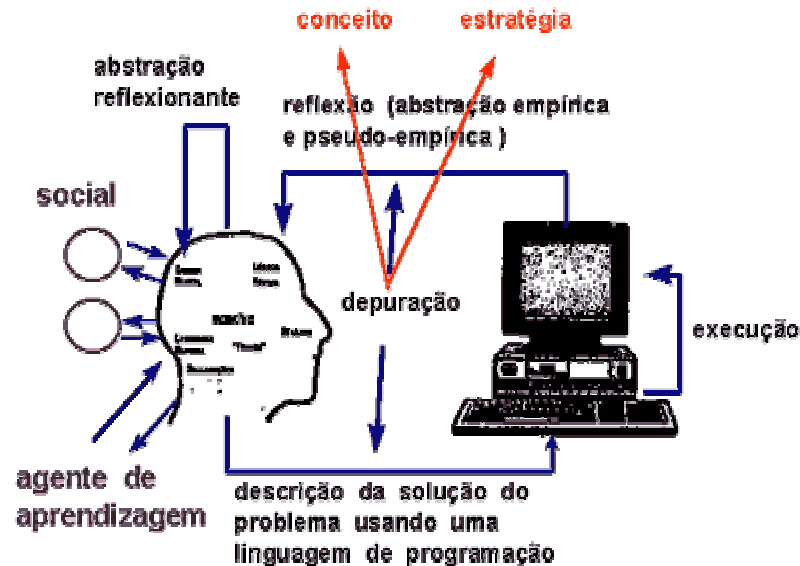 conceito
estratégia
abstração
reflexionante
reflexão (abstração empírica
e pseudo-empírica )
social
depuração
execução
agente de
aprendizagem
descrição da solução do
problema usando uma
linguagem de programação